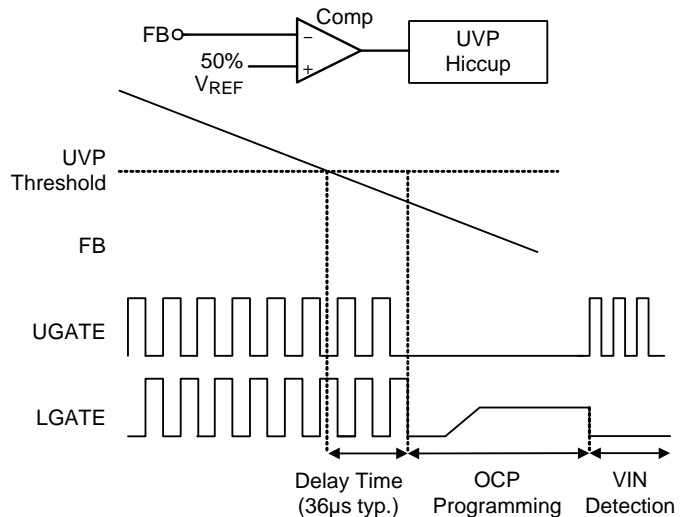 Comp
FB
−
+
50%
VREF
UVP
Hiccup
UVP
Threshold
FB
UGATE
LGATE
Delay Time
(36µs typ.)
OCP
Programming
VIN
Detection